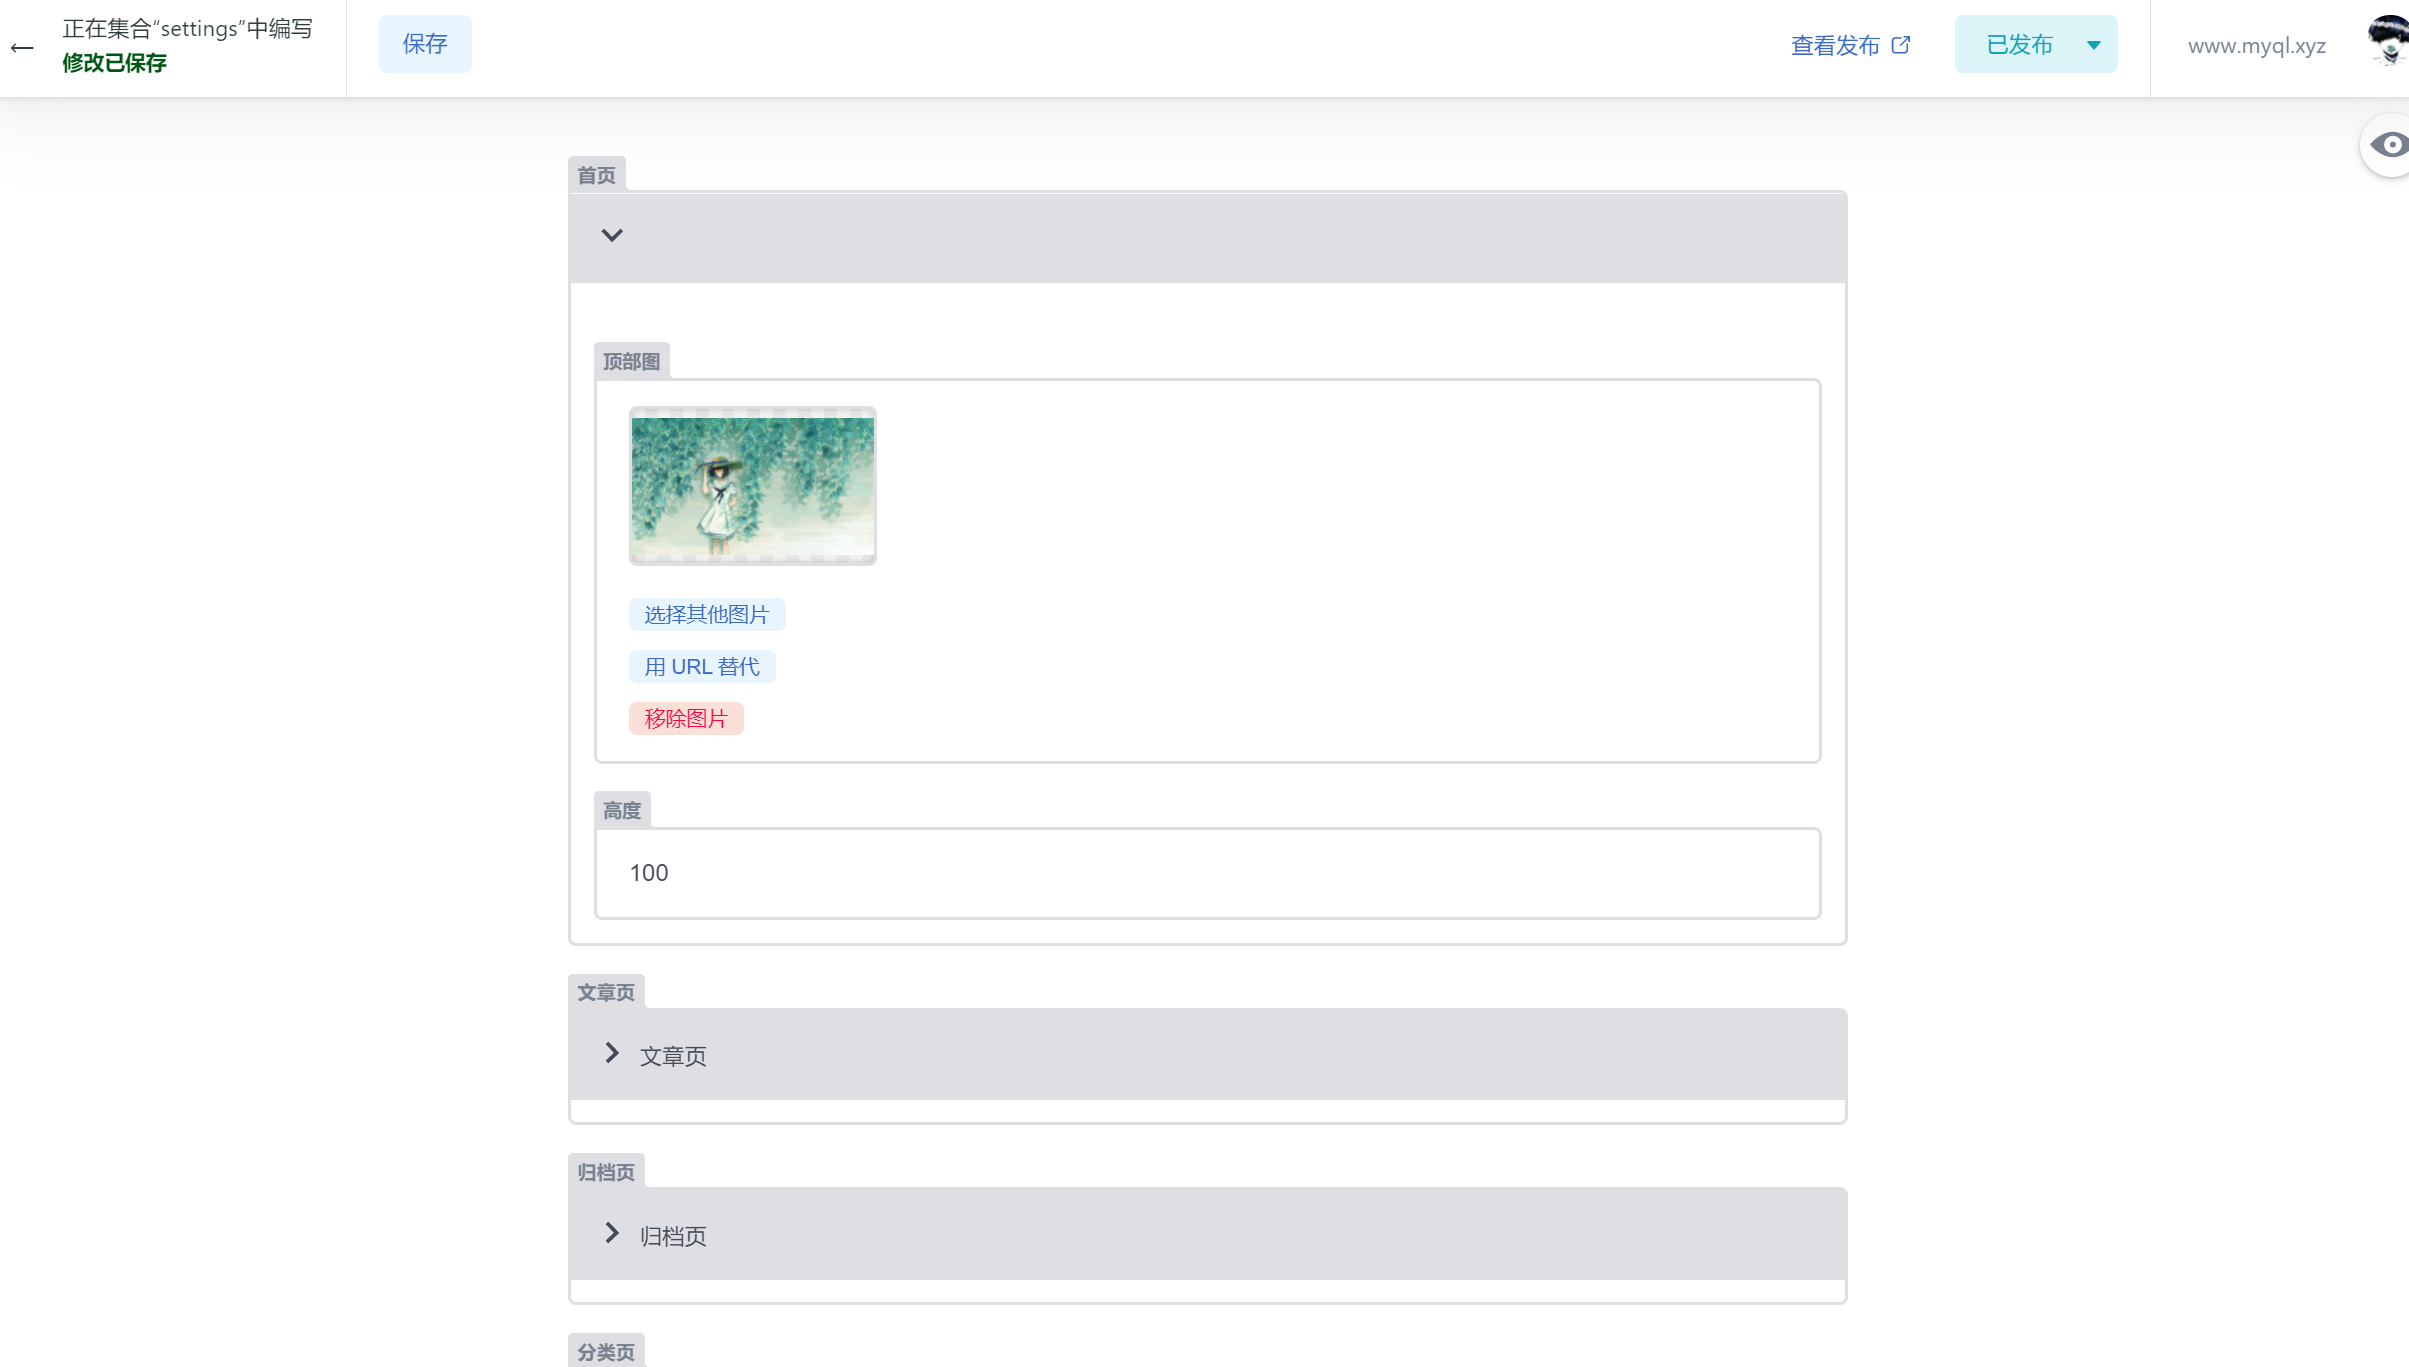 正在集合“settings”中编写
修改已保存
保存
查看发布
已发布
www.myql.xyz
首页
顶部图
选择其他图片
用 URL 替代
移除图片
高度
100
文章页
文章页
归档页
归档页
分类页